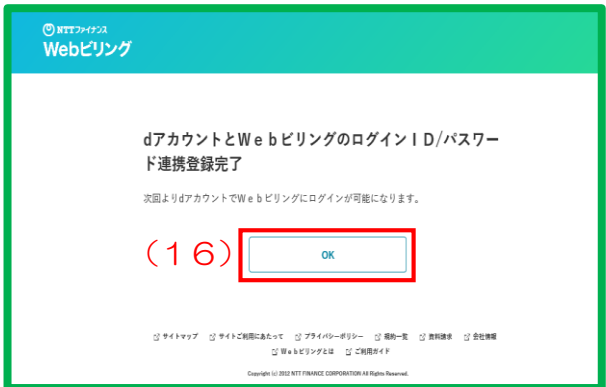 NTTファイナンス
Webビリング
dアカウントとＷｅｂビリングのログインＩＤ/パスワー
ド連携登録完了
次回よりdアカウントでＷｅｂビリングにログインが可能になります。
（１６）
OK
サイトマップ サイトご利用にあたって プライバシーポリシー 規約一覧 資料請求 会社情報
Ｗｅｂビリングとは ご利用ガイド
Copyright (c) 2012 NTT FINANCE CORPORATION All Rights Reserved.